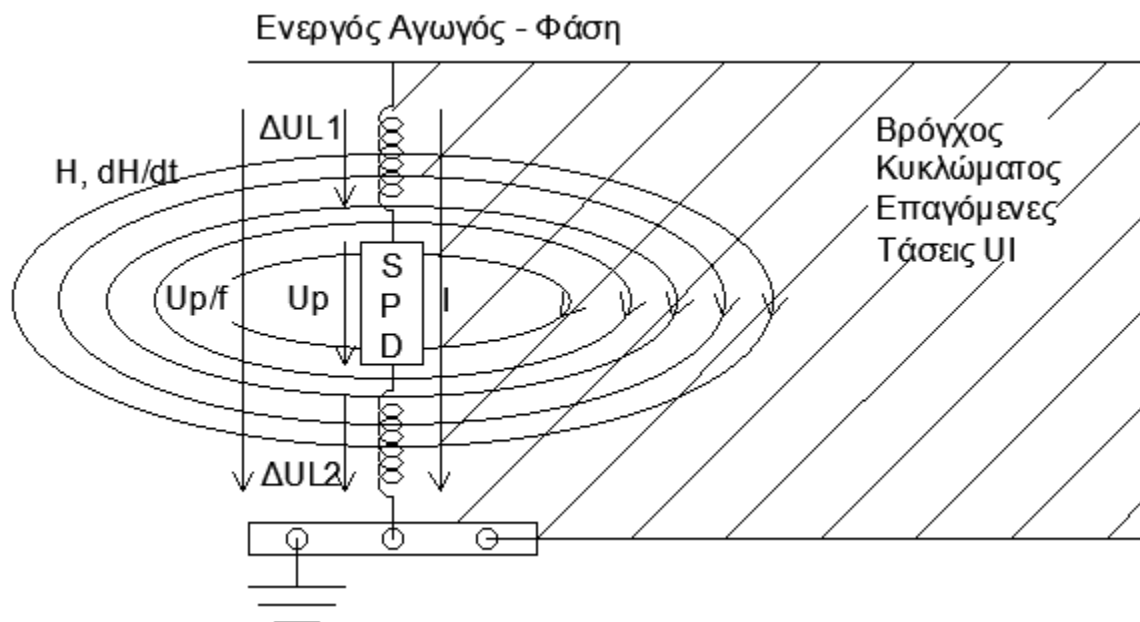 Ενεργός Αγωγός - Φάση
ΔUL1
H, dH/dt
Βρόγχος
Κυκλώματος
Επαγόμενες
Τάσεις UI
Up/f
Up
S
P
D
I
ΔUL2